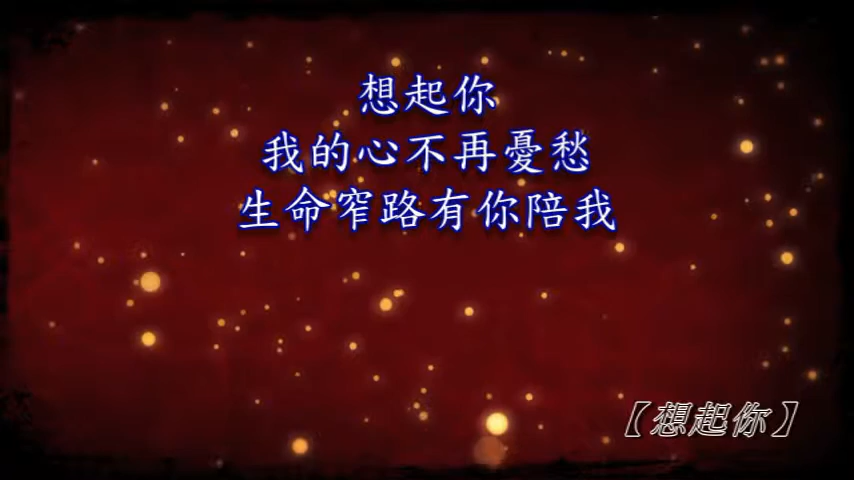 想起你
我的心不再憂愁
生命窄路有你陪我
【想起你】